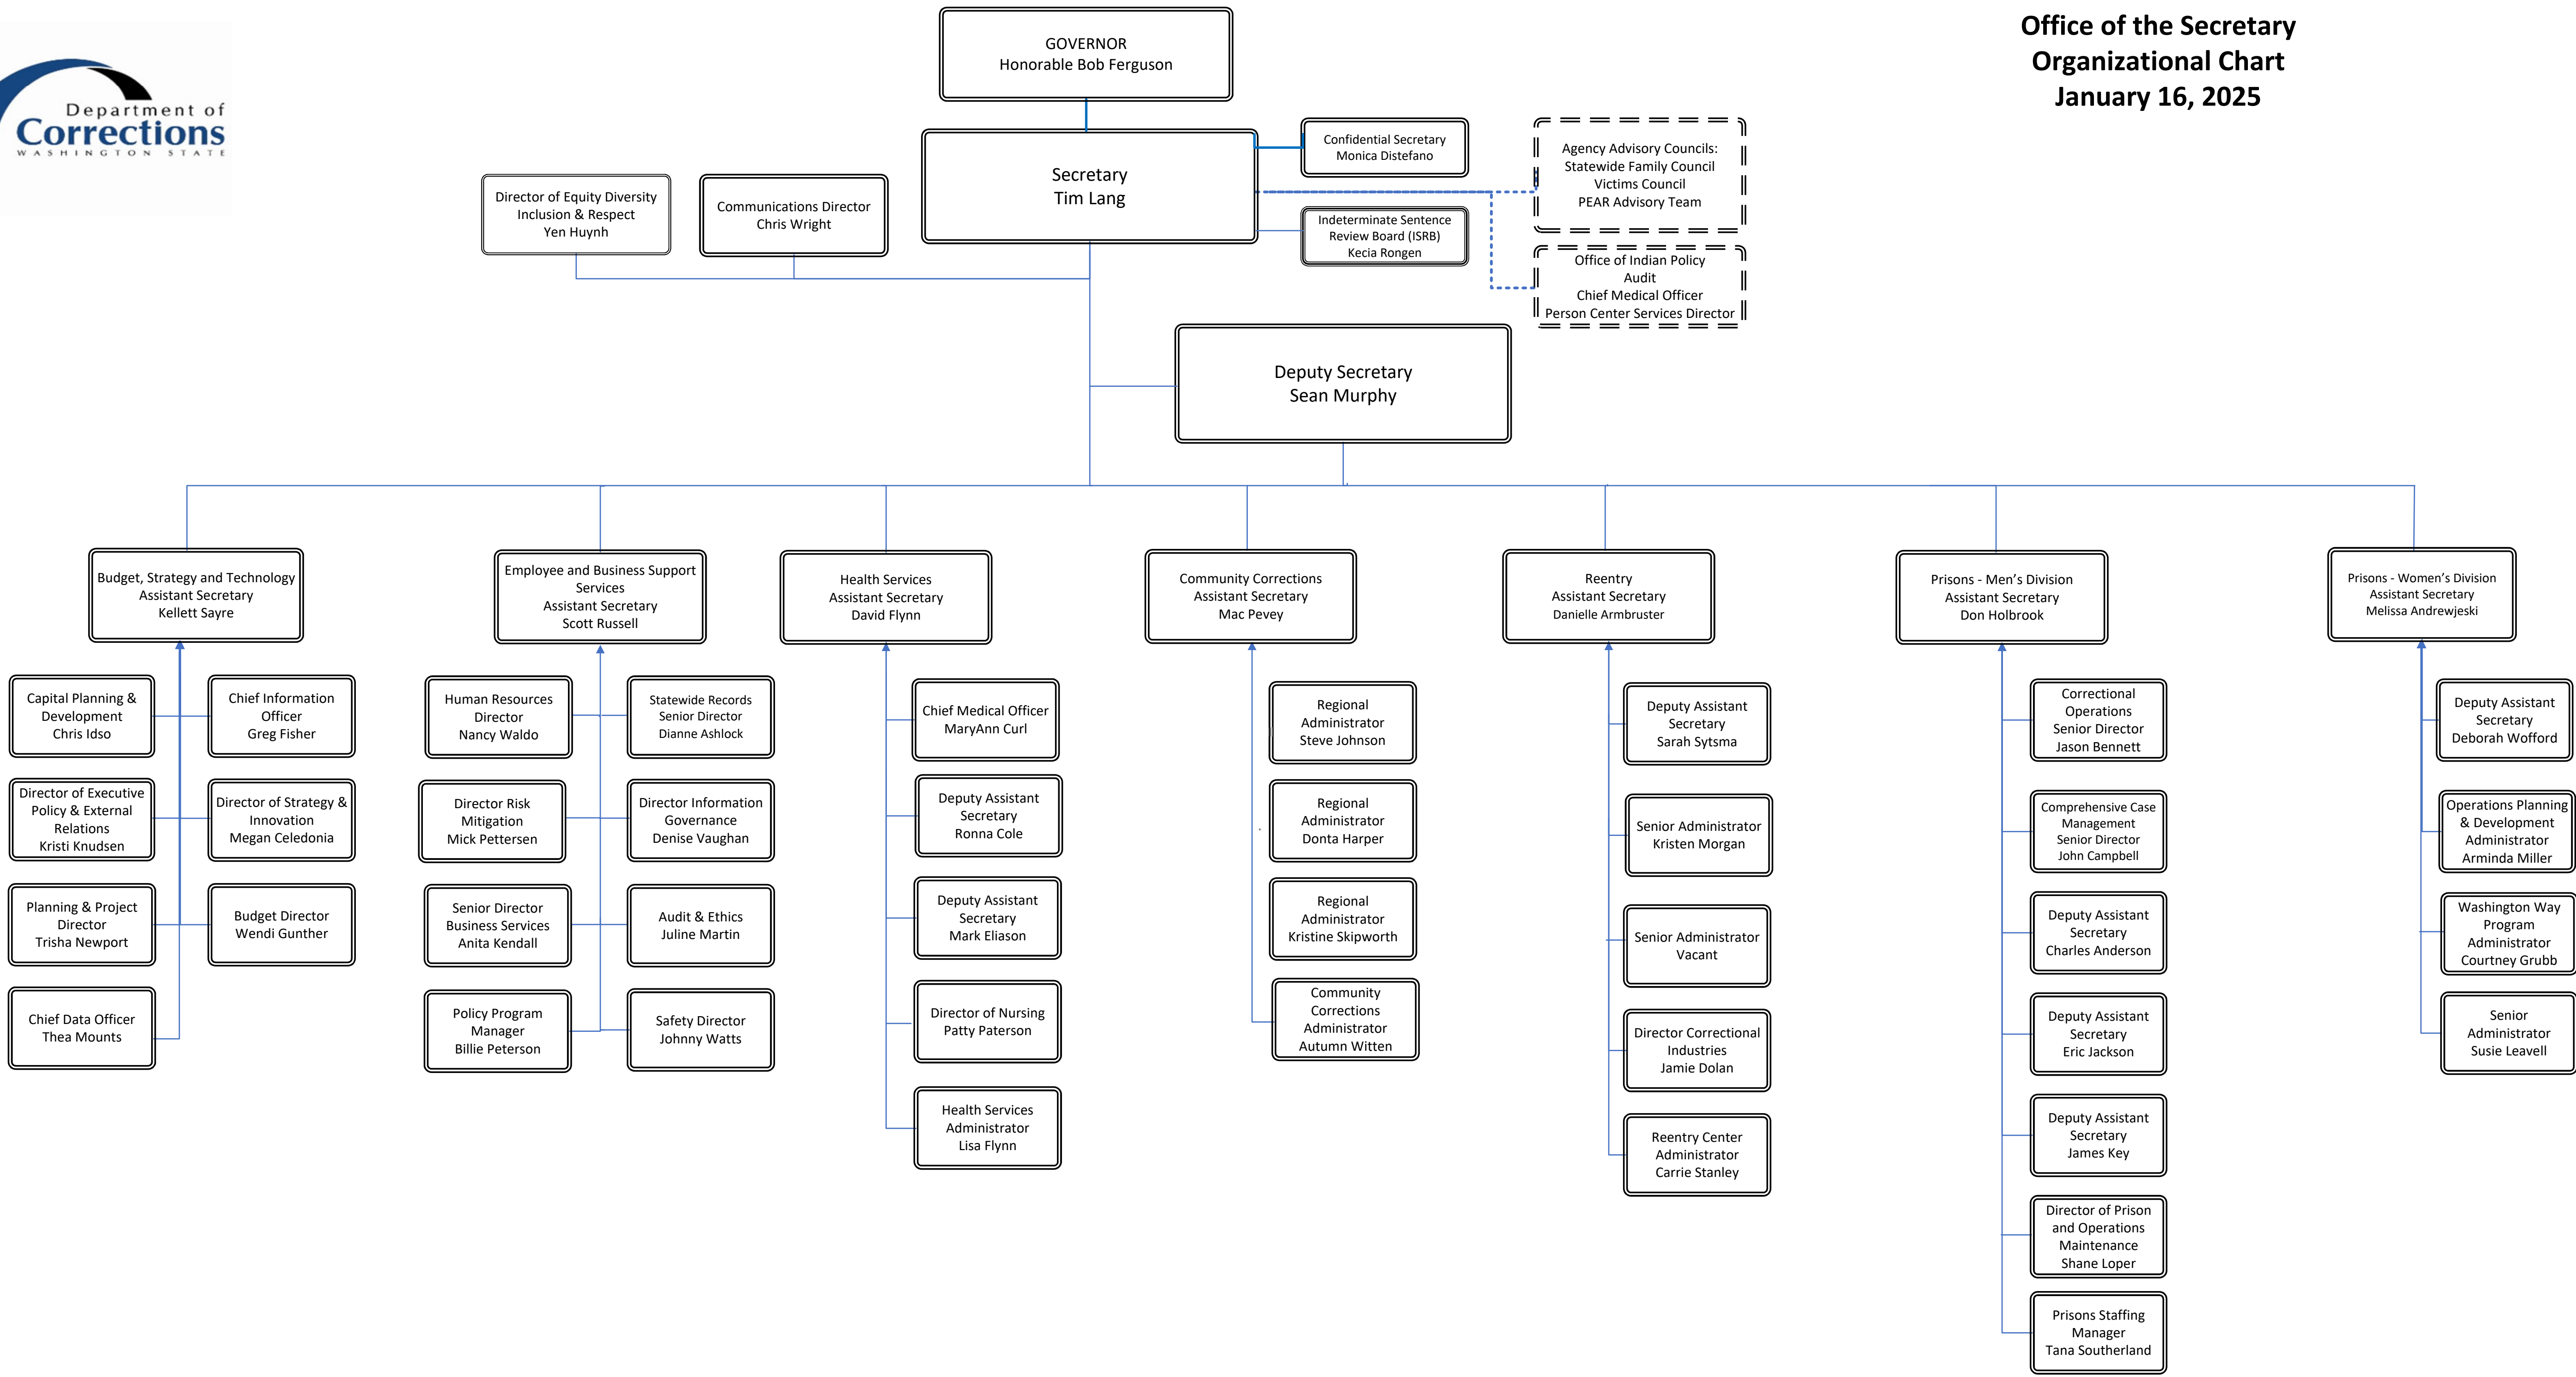 Office of the Secretary
Organizational Chart
January 16, 2025
Department of
Corrections
WASHINGTON STATE
GOVERNOR
Honorable Bob Ferguson
Secretary
Tim Lang
Confidential Secretary
Monica Distefano
Agency Advisory Councils:
Statewide Family Council
Victims Council
PEAR Advisory Team
Director of Equity Diversity
Inclusion & Respect
Yen Huynh
Communications Director
Chris Wright
Indeterminate Sentence
Review Board (ISRB)
Kecia Rongen
Office of Indian Policy
Audit
Chief Medical Officer
Person Center Services Director
Deputy Secretary
Sean Murphy
Budget, Strategy and Technology
Assistant Secretary
Kellett Sayre
Capital Planning &
Development
Chris Idso
Chief Information
Officer
Greg Fisher
Director of Executive
Policy & External
Relations
Kristi Knudsen
Director of Strategy &
Innovation
Megan Celedonia
Planning & Project
Director
Trisha Newport
Budget Director
Wendi Gunther
Chief Data Officer
Thea Mounts
Employee and Business Support
Services
Assistant Secretary
Scott Russell
Human Resources
Director
Nancy Waldo
Statewide Records
Senior Director
Dianne Ashlock
Director Risk
Mitigation
Mick Pettersen
Director Information
Governance
Denise Vaughan
Senior Director
Business Services
Anita Kendall
Audit & Ethics
Juline Martin
Policy Program
Manager
Billie Peterson
Safety Director
Johnny Watts
Health Services
Assistant Secretary
David Flynn
Chief Medical Officer
MaryAnn Curl
Deputy Assistant
Secretary
Ronna Cole
Deputy Assistant
Secretary
Mark Eliason
Director of Nursing
Patty Paterson
Health Services
Administrator
Lisa Flynn
Community Corrections
Assistant Secretary
Mac Pevey
Regional
Administrator
Steve Johnson
Regional
Administrator
Donta Harper
Regional
Administrator
Kristine Skipworth
Community
Corrections
Administrator
Autumn Witten
Reentry
Assistant Secretary
Danielle Armbruster
Deputy Assistant
Secretary
Sarah Sytsma
Senior Administrator
Kristen Morgan
Senior Administrator
Vacant
Director Correctional
Industries
Jamie Dolan
Reentry Center
Administrator
Carrie Stanley
Prisons - Men’s Division
Assistant Secretary
Don Holbrook
Correctional
Operations
Senior Director
Jason Bennett
Comprehensive Case
Management
Senior Director
John Campbell
Deputy Assistant
Secretary
Charles Anderson
Deputy Assistant
Secretary
Eric Jackson
Deputy Assistant
Secretary
James Key
Director of Prison
and Operations
Maintenance
Shane Loper
Prisons Staffing
Manager
Tana Southerland
Prisons - Women’s Division
Assistant Secretary
Melissa Andrewjeski
Deputy Assistant
Secretary
Deborah Wofford
Operations Planning
& Development
Administrator
Arminda Miller
Washington Way
Program
Administrator
Courtney Grubb
Senior
Administrator
Susie Leavell